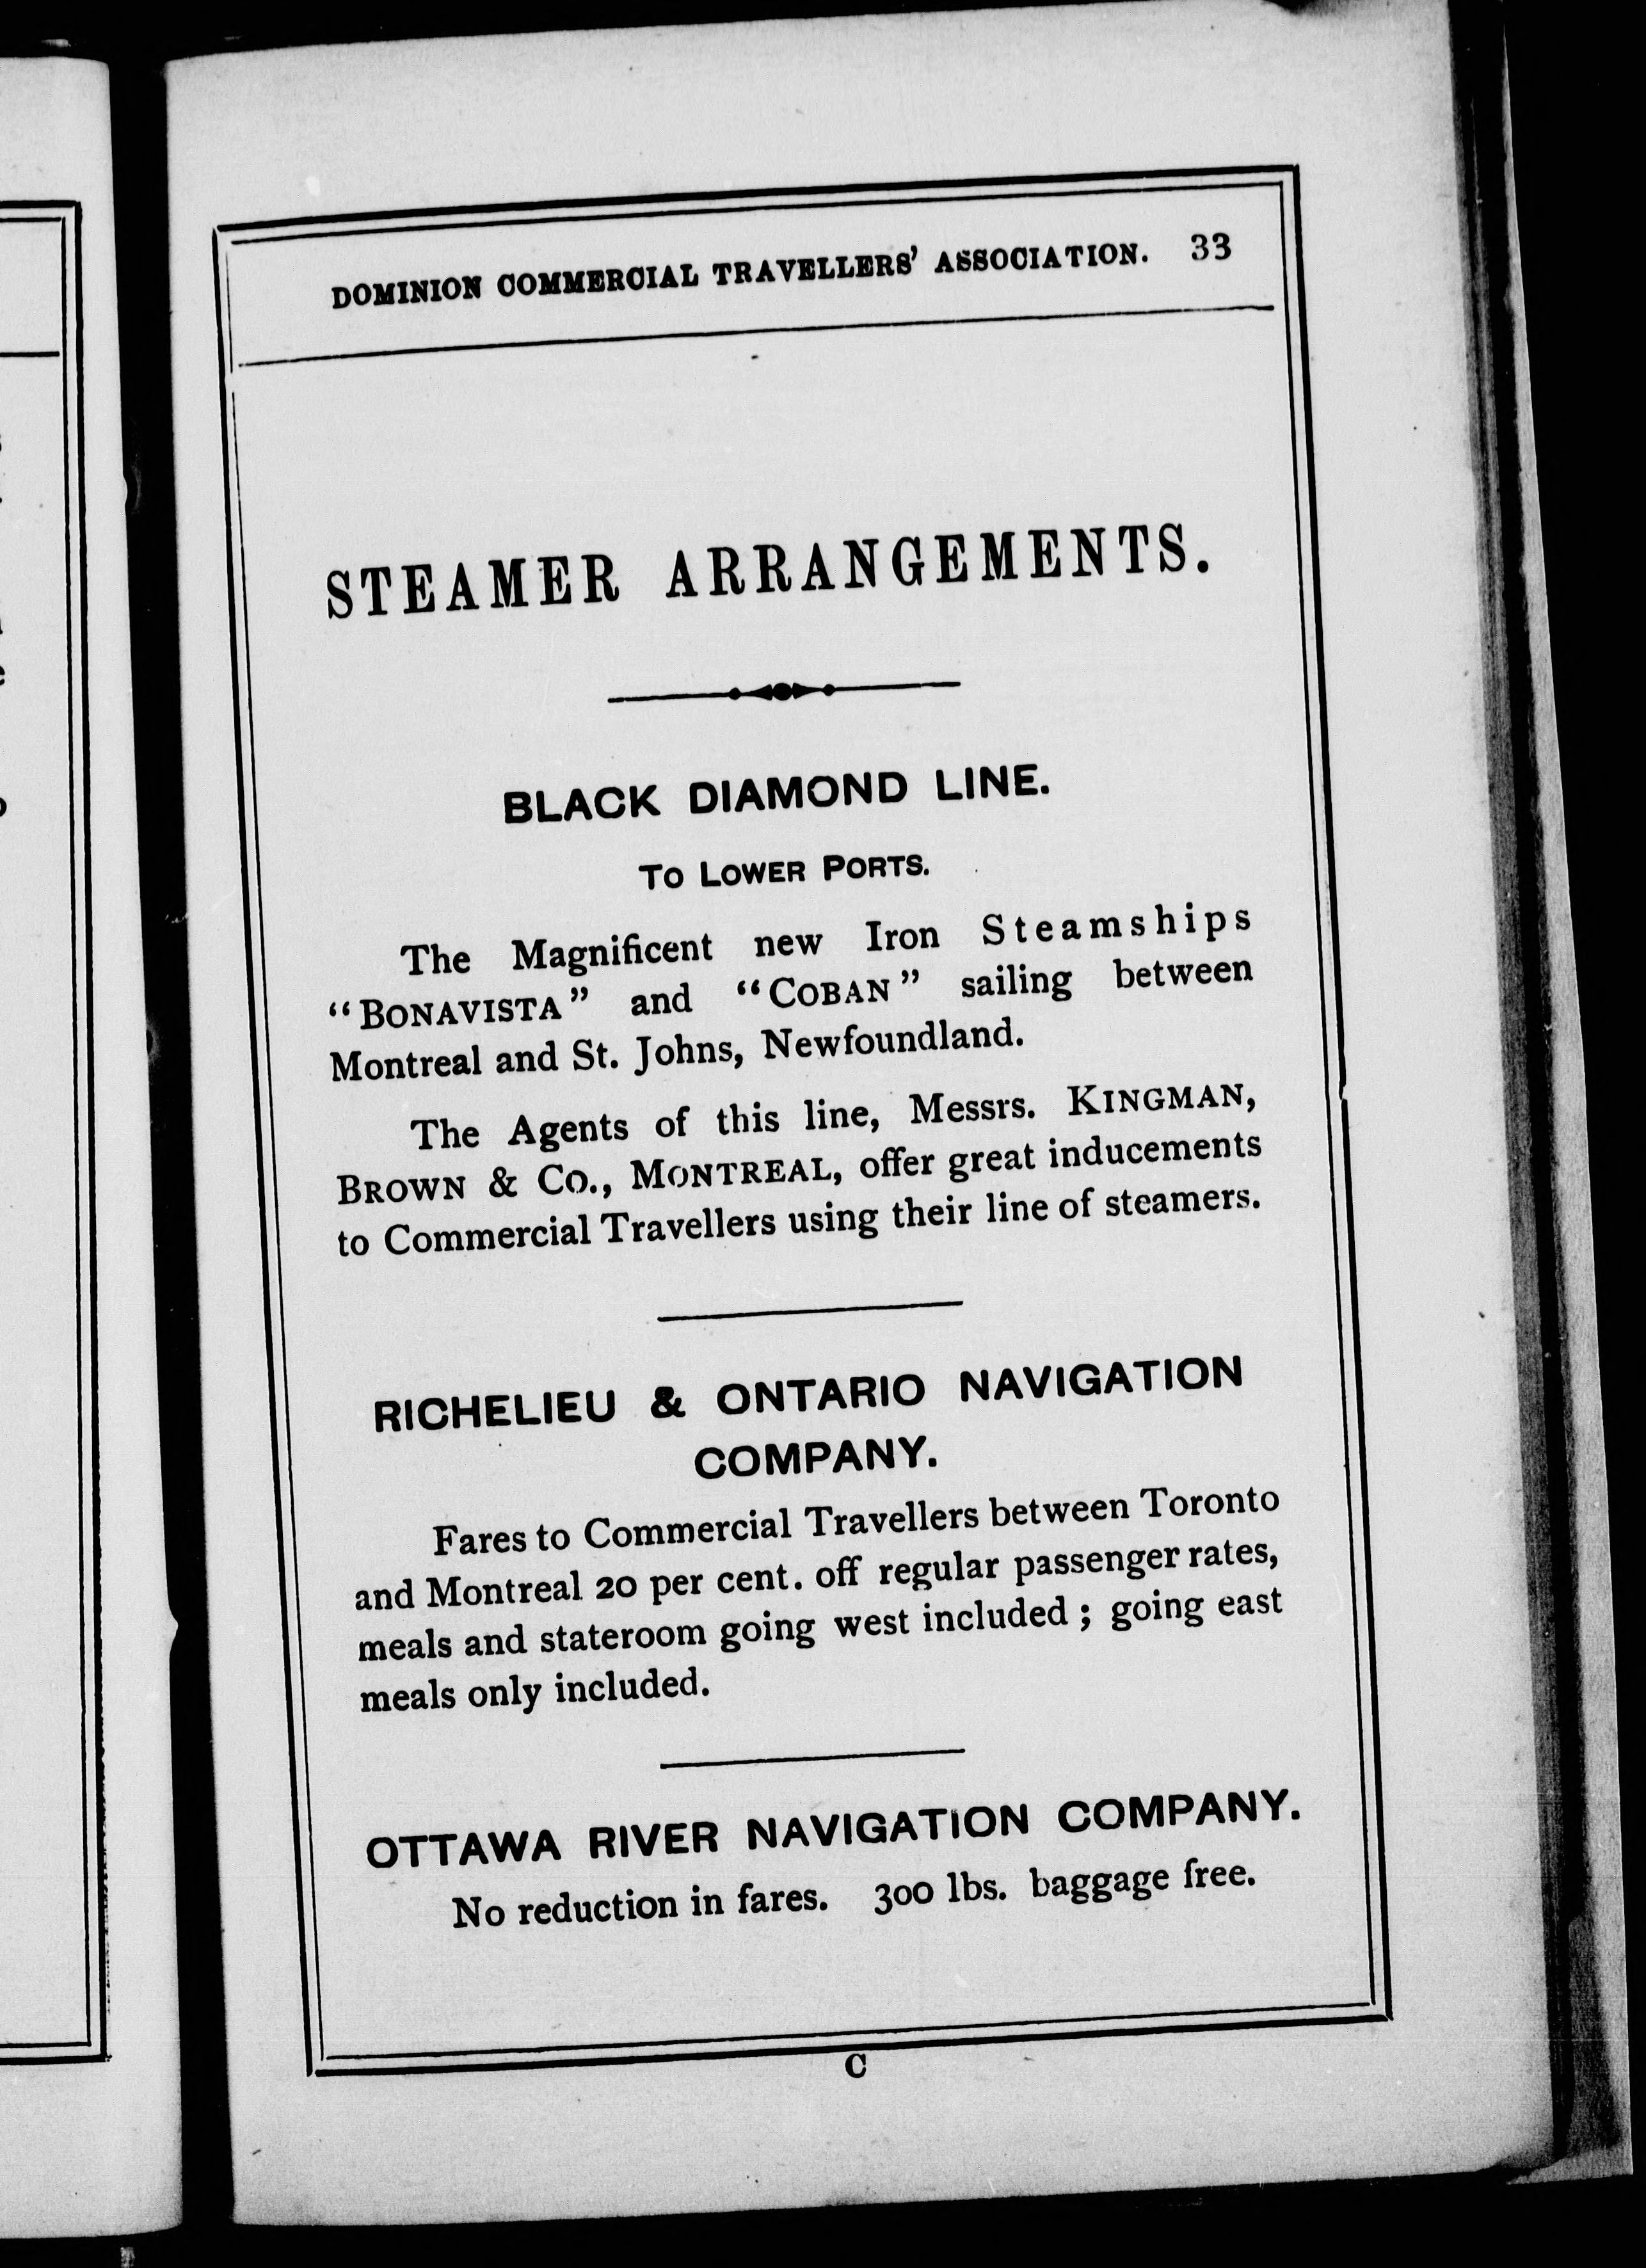 DOMINION COMMERCIAL TRAVELLERS' ASSOCIATION. 33
STEAMER ARRANGEMENTS.
BLACK DIAMOND LINE.
TO LOWER PORTS.
The Magnificent new Iron Steamships
“BONAVISTA” and “COBAN” sailing between
Montreal and St. Johns, Newfoundland.
The Agents of this line, Messrs. KINGMAN,
BROWN & CO., MONTREAL, offer great inducements
to Commercial Travellers using their line of steamers.
RICHELIEU & ONTARIO NAVIGATION
COMPANY.
Fares to Commercial Travellers between Toronto
and Montreal 20 per cent. off regular passenger rates,
meals and stateroom going west included ; going east
meals only included.
OTTAWA RIVER NAVIGATION COMPANY.
No reduction in fares. 300 lbs. baggage free.
C